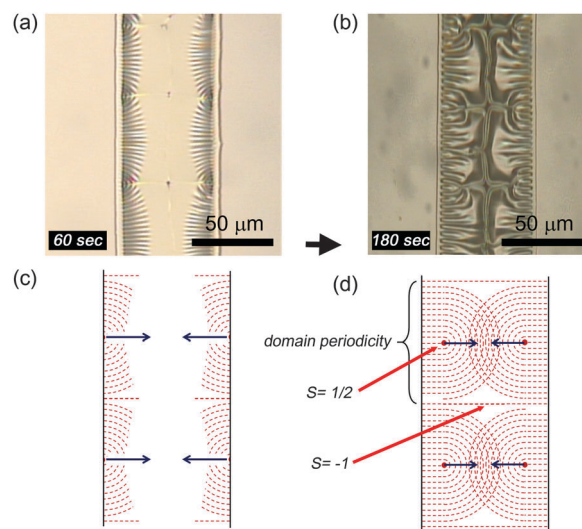 (a)
(b)
50 μm
60 sec
50 μm
180 sec
(c)
(d)
domain periodicity
S= 1/2
S= -1